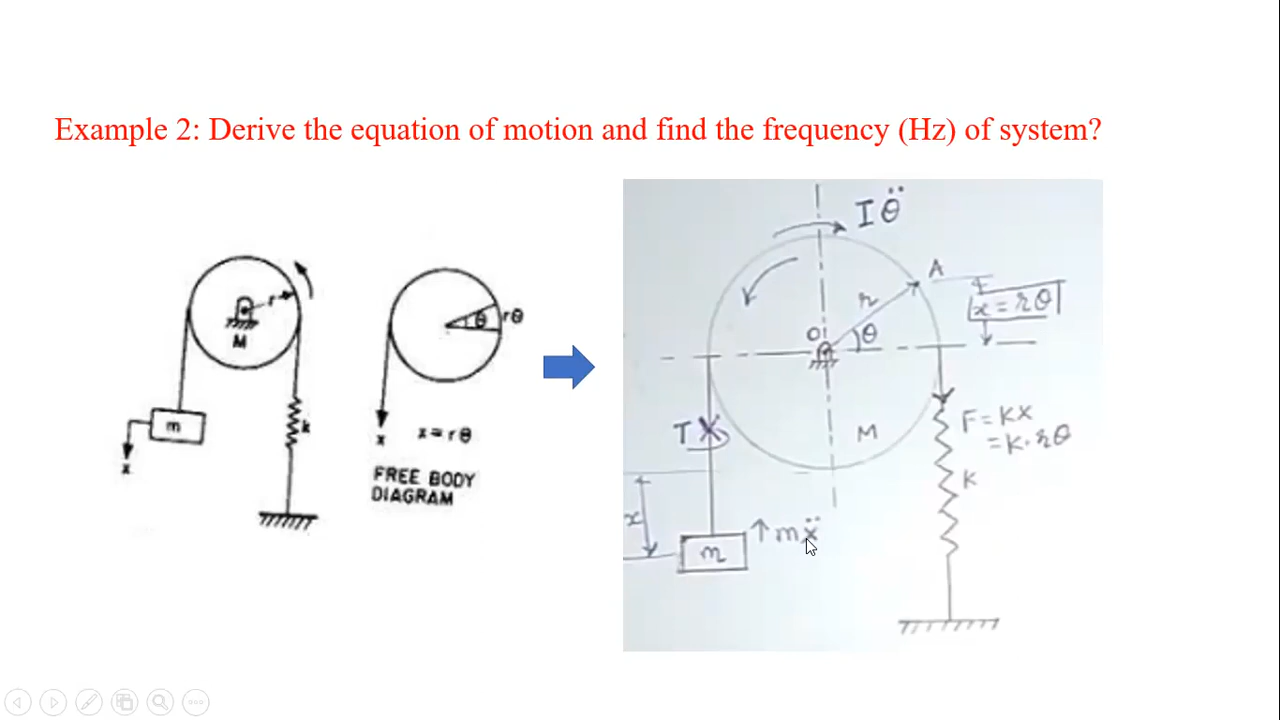 Example 2: Derive the equation of motion and find the frequency (Hz) of system?
r
M
m
k
x
θ
rθ
x
x = rθ
FREE BODY
DIAGRAM
Iθ̈
A
r
x = rθ
O
θ
T
M
F = kx
= k·rθ
k
x
m
mẍ